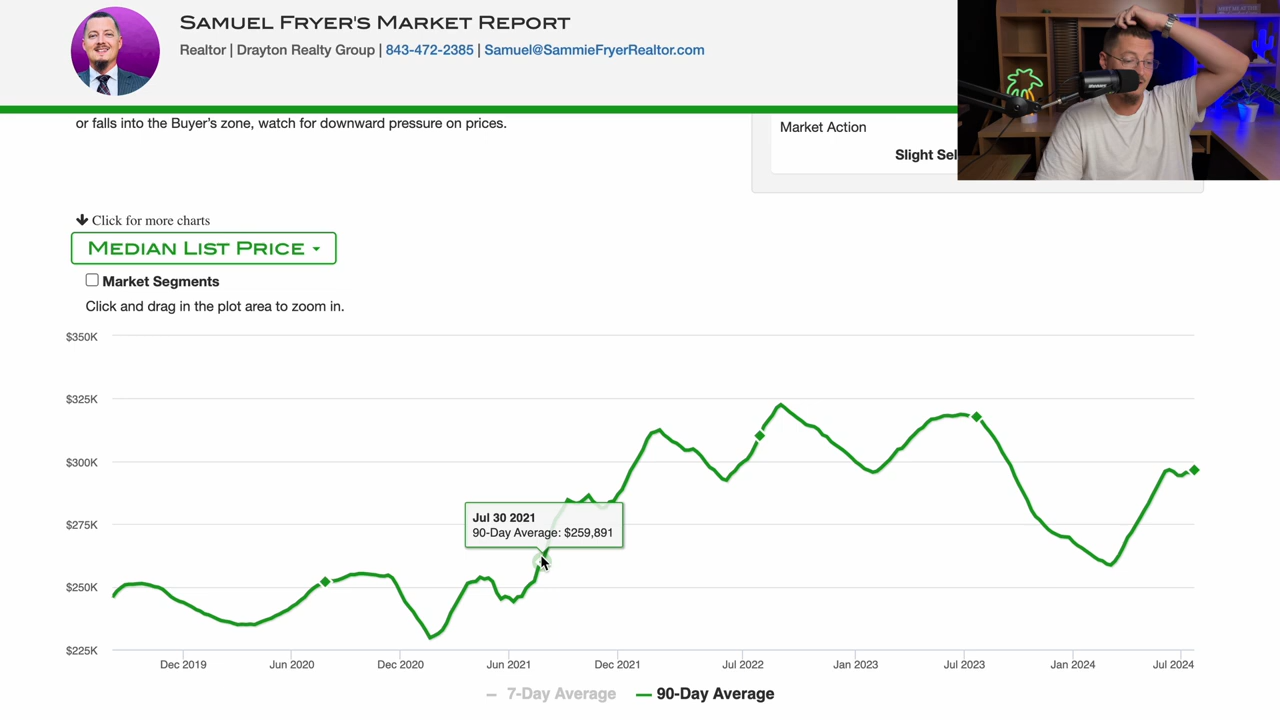 SAMUEL FRYER'S MARKET REPORT
Realtor | Drayton Realty Group | 843-472-2385 | Samuel@SammieFryerRealtor.com
or falls into the Buyer's zone, watch for downward pressure on prices.
Market Action
Slight Sel
Click for more charts
MEDIAN LIST PRICE
Market Segments
Click and drag in the plot area to zoom in.
$350K
$325K
$300K
$275K
$250K
$225K
Jul 30 2021
90-Day Average: $259,891
Dec 2019
Jun 2020
Dec 2020
Jun 2021
Dec 2021
Jul 2022
Jan 2023
Jul 2023
Jan 2024
Jul 2024
7-Day Average
90-Day Average